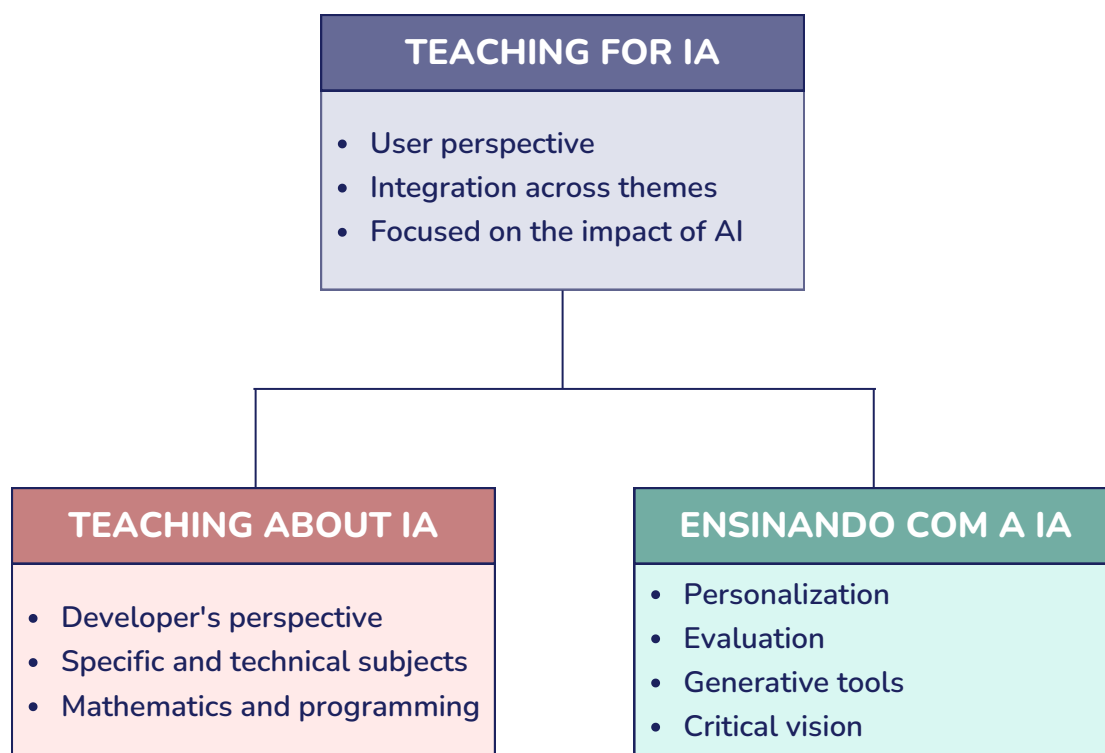 TEACHING FOR IA
• User perspective
• Integration across themes
• Focused on the impact of AI
TEACHING ABOUT IA
• Developer's perspective
• Specific and technical subjects
• Mathematics and programming
ENSINANDO COM A IA
• Personalization
• Evaluation
• Generative tools
• Critical vision